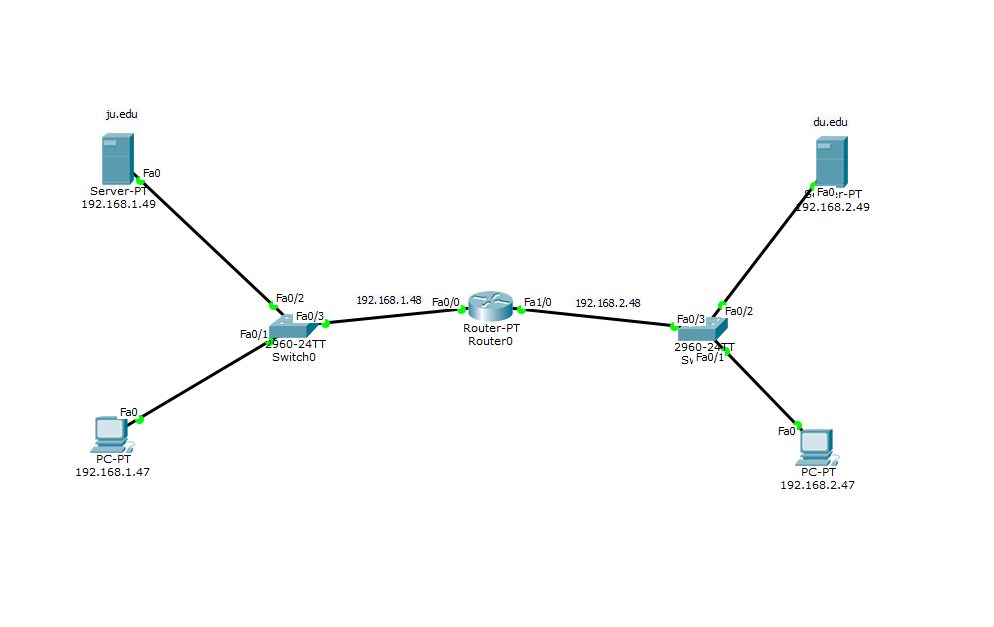 ju.edu
du.edu
Fa0
Server-PT
192.168.1.49
Fa0
192.168.2.49
Fa0/2
Fa0/3
Fa0/1
2960-24TT
Switch0
192.168.1.48
Fa0/0
Fa1/0
192.168.2.48
Router-PT
Router0
Fa0/3
Fa0/2
2960-24TT
Fa0/1
Fa0
PC-PT
192.168.1.47
Fa0
PC-PT
192.168.2.47